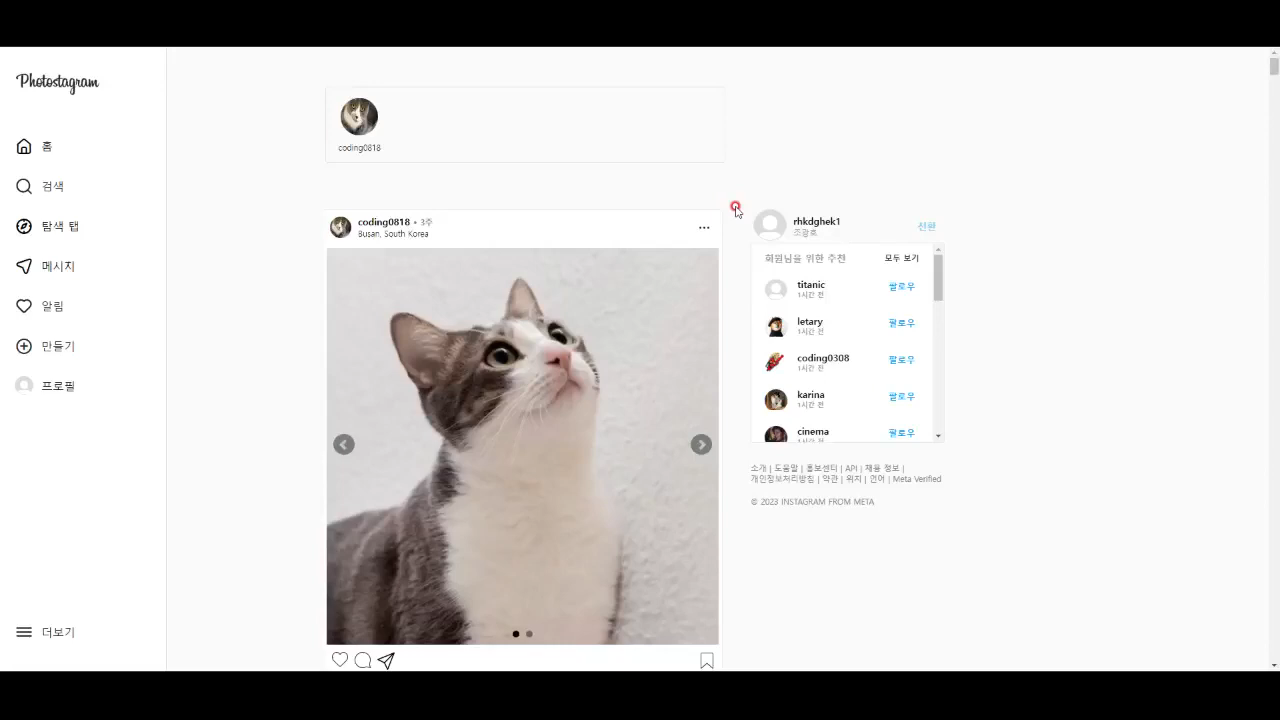 Photostagram
홈
검색
탐색 탭
메시지
알림
만들기
프로필
더보기
coding0818
coding0818 • 3주
Busan, South Korea
rhkdghek1
조광호
회원님을 위한 추천 모두 보기
titanic 팔로우
1시간 전
letary 팔로우
1시간 전
coding0308 팔로우
1시간 전
karina 팔로우
1시간 전
cinema 팔로우
1시간 전
소개 | 도움말 | 홍보센터 | API | 채용 정보 |
개인정보처리방침 | 약관 | 위치 | 언어 | Meta Verified
© 2023 INSTAGRAM FROM META